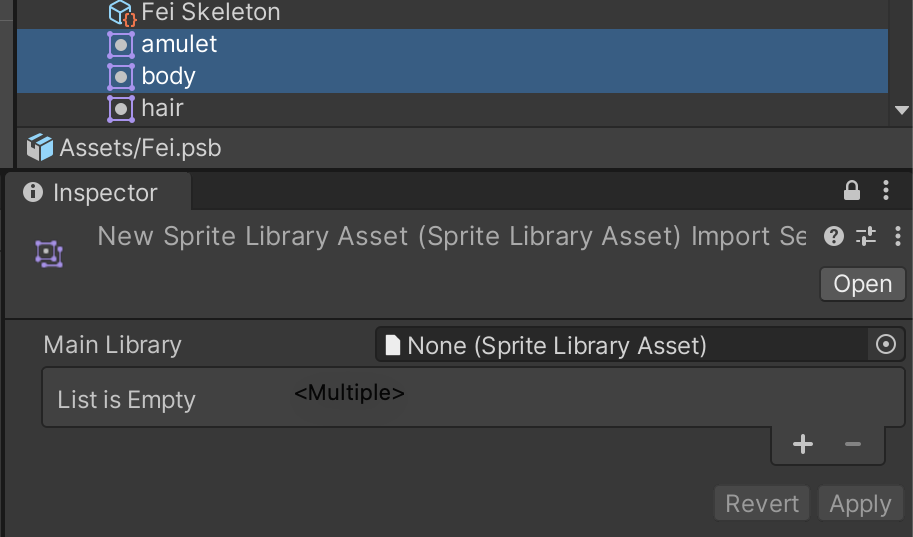 Fei Skeleton
amulet
body
hair
Assets/Fei.psb
Inspector
New Sprite Library Asset (Sprite Library Asset) Import Se
Open
Main Library
None (Sprite Library Asset)
List is Empty
<Multiple>
Revert
Apply